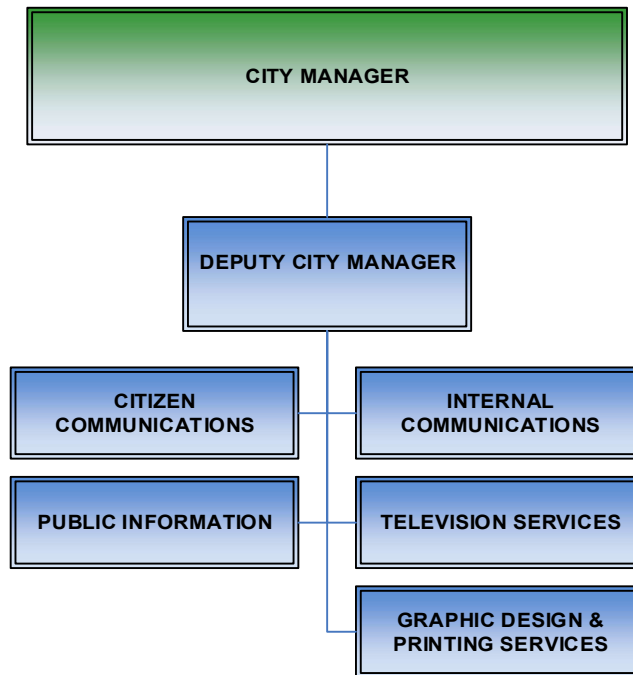 CITY MANAGER
DEPUTY CITY MANAGER
CITIZEN
COMMUNICATIONS
INTERNAL
COMMUNICATIONS
PUBLIC INFORMATION
TELEVISION SERVICES
GRAPHIC DESIGN &
PRINTING SERVICES